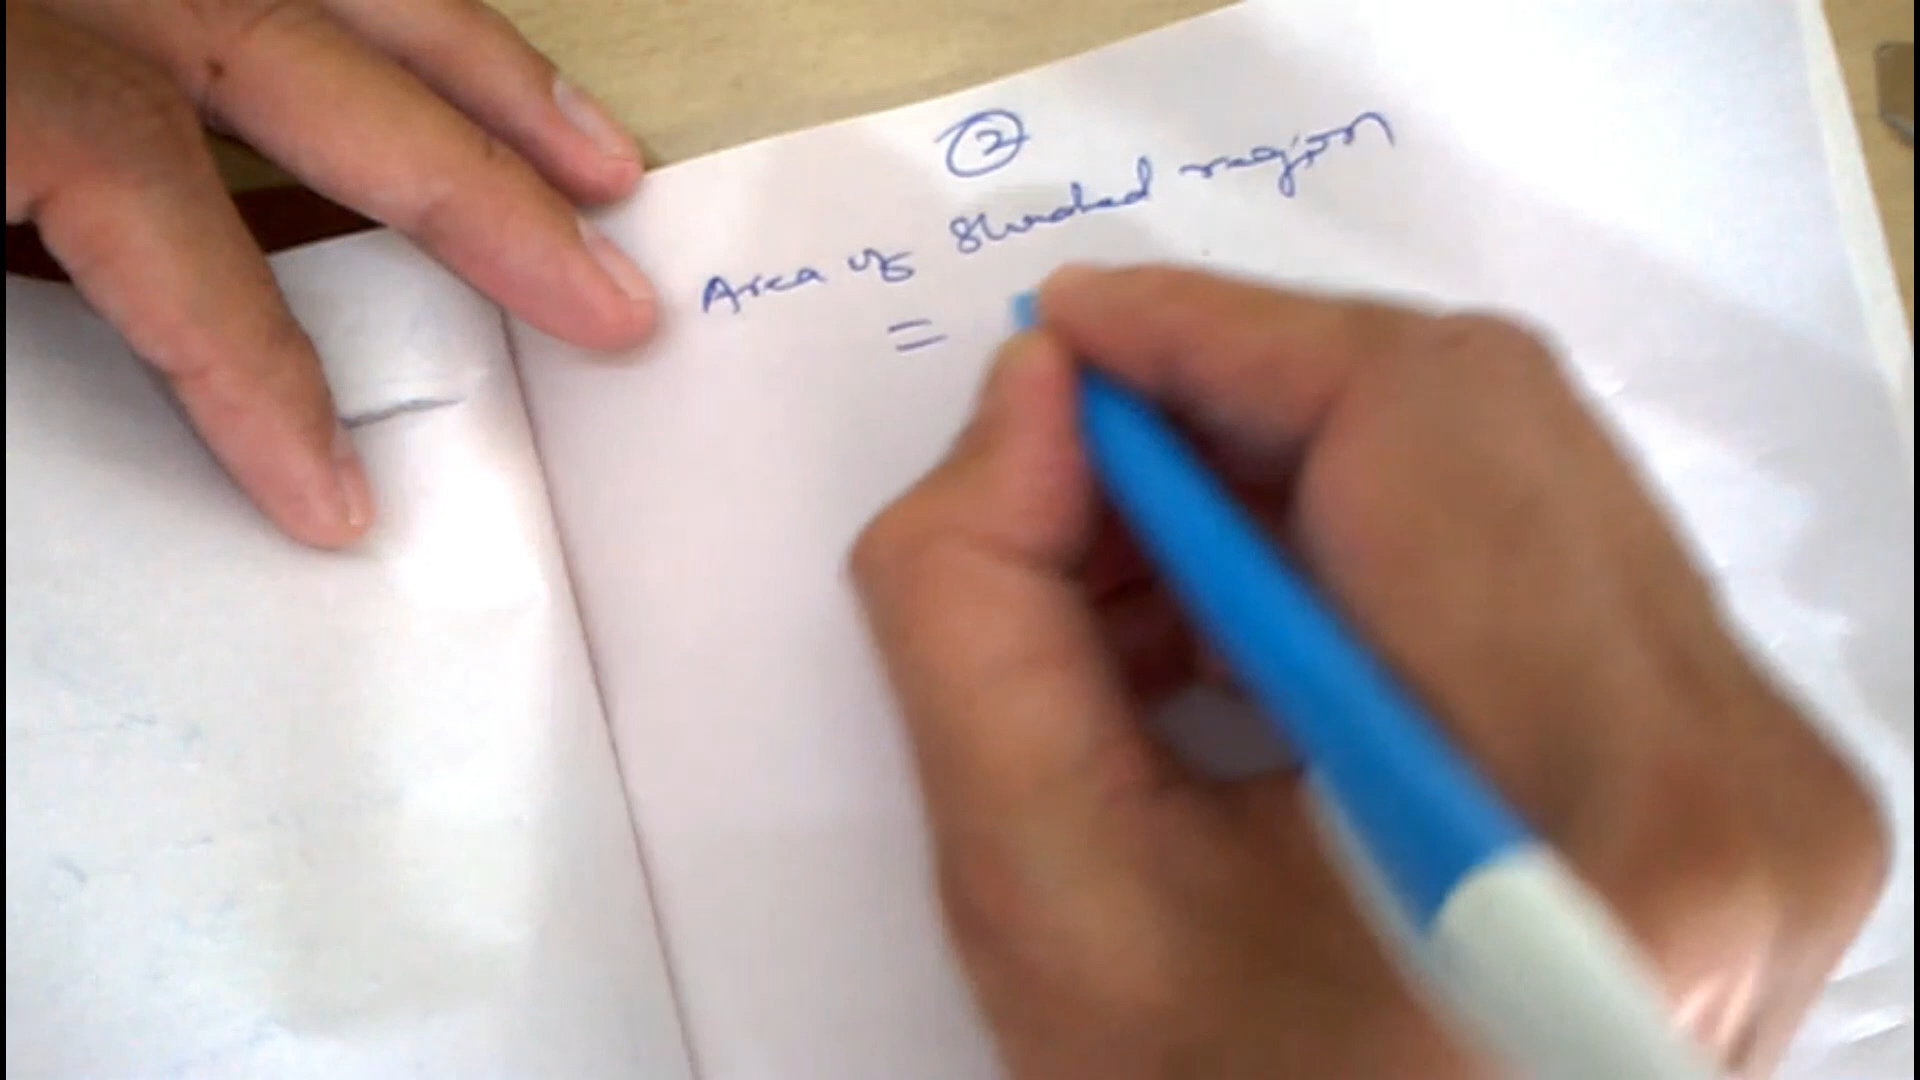 ②
Area of shaded region
=